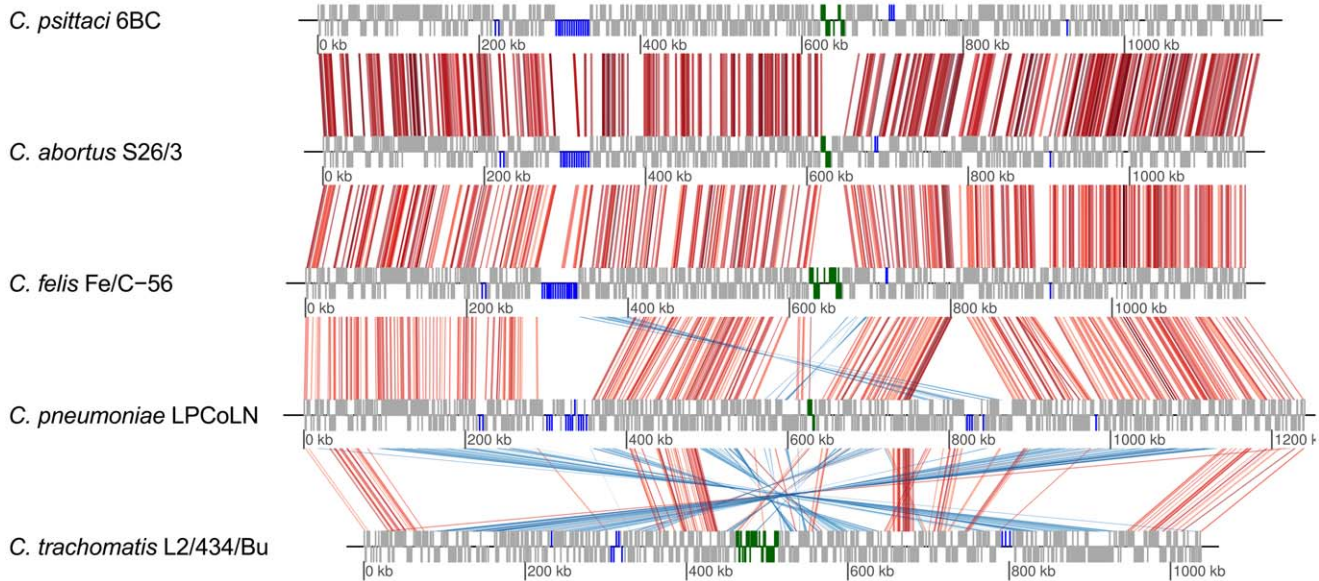 C. psittaci 6BC
0 kb 200 kb 400 kb 600 kb 800 kb 1000 kb
C. abortus S26/3
0 kb 200 kb 400 kb 600 kb 800 kb 1000 kb
C. felis Fe/C−56
0 kb 200 kb 400 kb 600 kb 800 kb 1000 kb
C. pneumoniae LPCoLN
0 kb 200 kb 400 kb 600 kb 800 kb 1000 kb 1200 k
C. trachomatis L2/434/Bu
0 kb 200 kb 400 kb 600 kb 800 kb 1000 kb